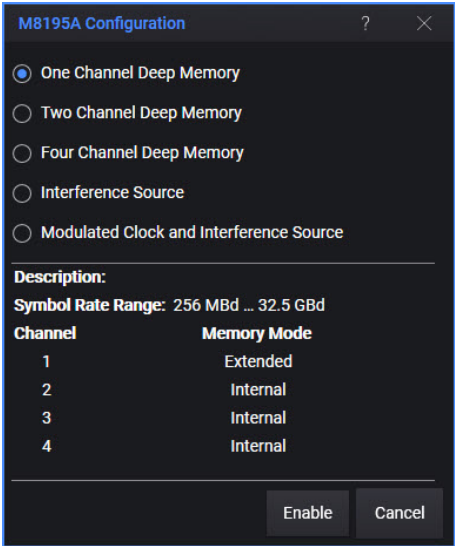 M8195A Configuration ?
One Channel Deep Memory
Two Channel Deep Memory
Four Channel Deep Memory
Interference Source
Modulated Clock and Interference Source
Description:
Symbol Rate Range: 256 MBd ... 32.5 GBd
Channel Memory Mode
1 Extended
2 Internal
3 Internal
4 Internal
Enable Cancel